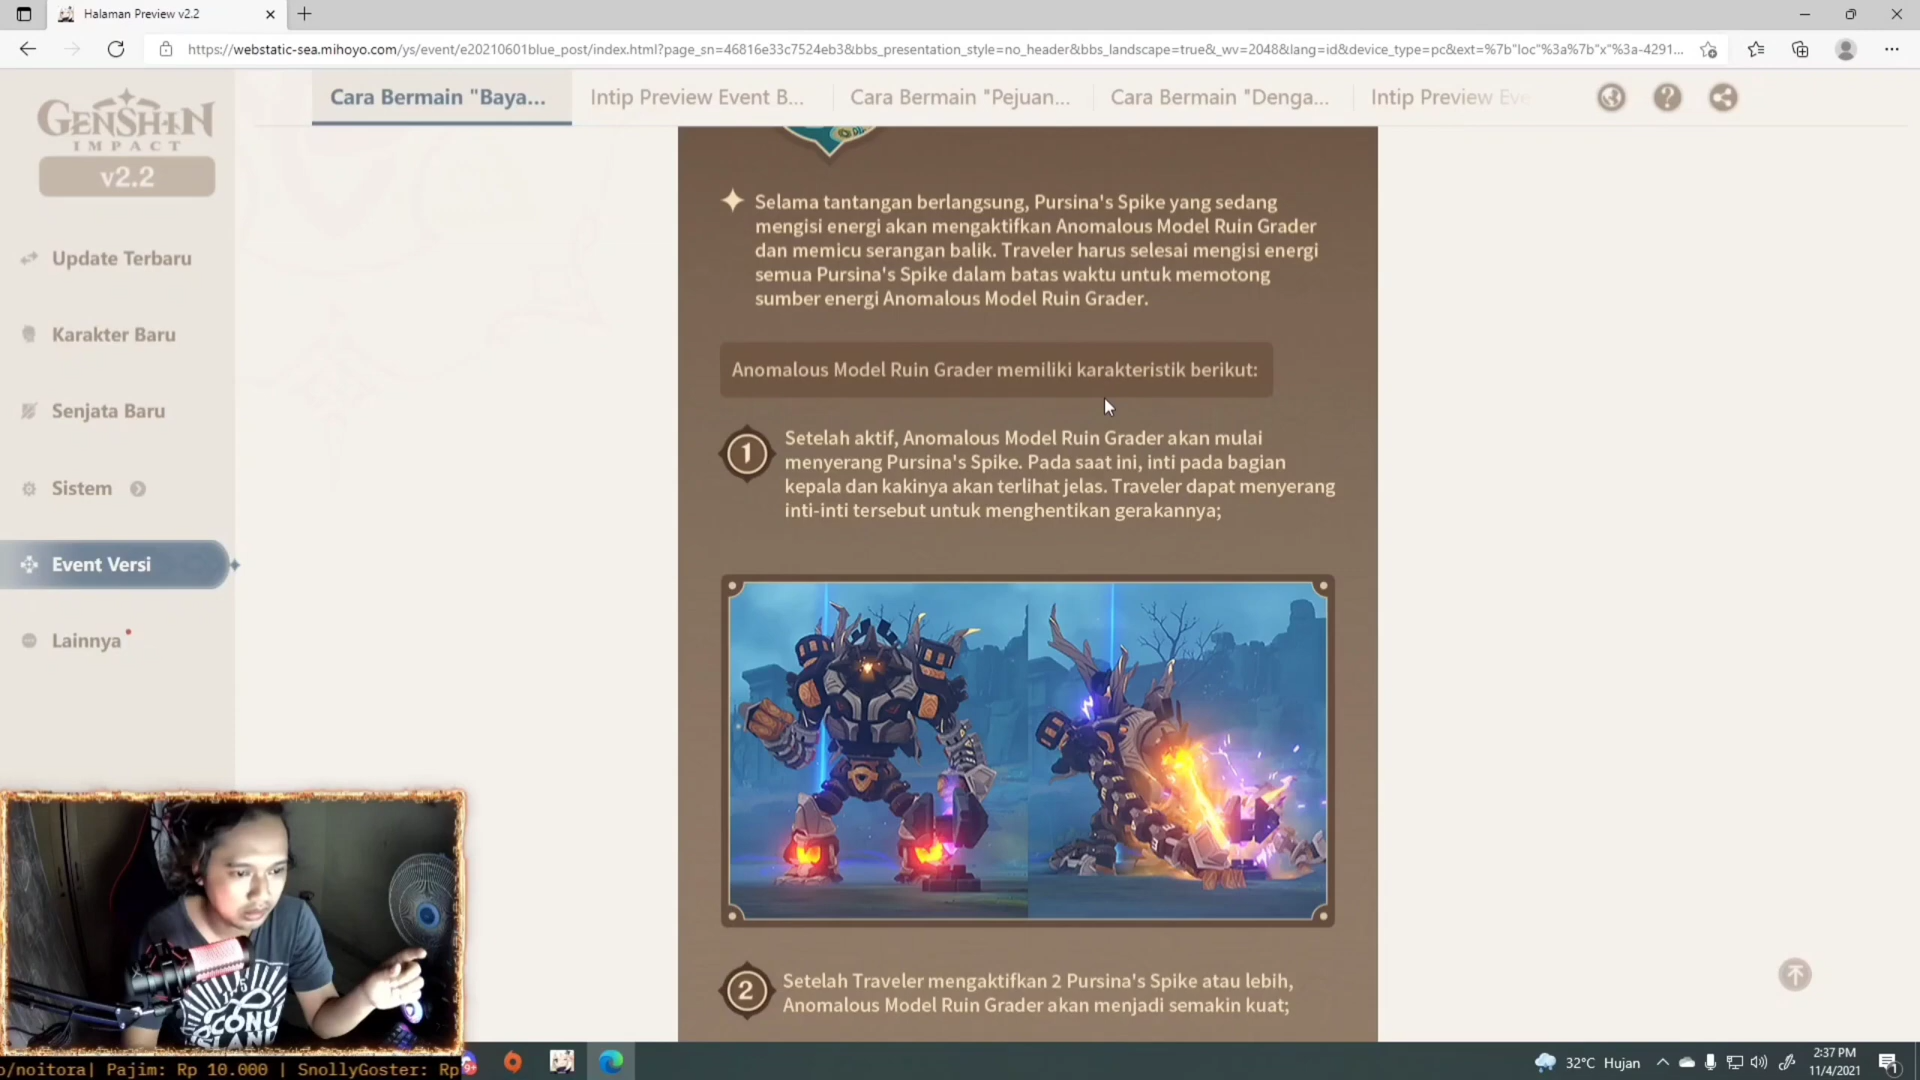 Halaman Preview v2.2
https://webstatic-sea.mihoyo.com/ys/event/e20210601blue_post/index.html?page_sn=46816e33c7524eb3&bbs_presentation_style=no_header&bbs_landscape=true&_wv=2048&lang=id&device_type=pc&ext=%7b"loc"%3a%7b"x"%3a-4291...
GENSHIN
IMPACT
v2.2
Cara Bermain "Baya...
Intip Preview Event B...
Cara Bermain "Pejuan...
Cara Bermain "Denga...
Intip Preview Eve
Update Terbaru
Karakter Baru
Senjata Baru
Sistem
Event Versi
Lainnya
Selama tantangan berlangsung, Pursina's Spike yang sedang
mengisi energi akan mengaktifkan Anomalous Model Ruin Grader
dan memicu serangan balik. Traveler harus selesai mengisi energi
semua Pursina's Spike dalam batas waktu untuk memotong
sumber energi Anomalous Model Ruin Grader.
Anomalous Model Ruin Grader memiliki karakteristik berikut:
1
Setelah aktif, Anomalous Model Ruin Grader akan mulai
menyerang Pursina's Spike. Pada saat ini, inti pada bagian
kepala dan kakinya akan terlihat jelas. Traveler dapat menyerang
inti-inti tersebut untuk menghentikan gerakannya;
2
Setelah Traveler mengaktifkan 2 Pursina's Spike atau lebih,
Anomalous Model Ruin Grader akan menjadi semakin kuat;
o/noitora| Pajim: Rp 10.000 | SnollyGoster: Rp
32°C Hujan
2:37 PM
11/4/2021
1